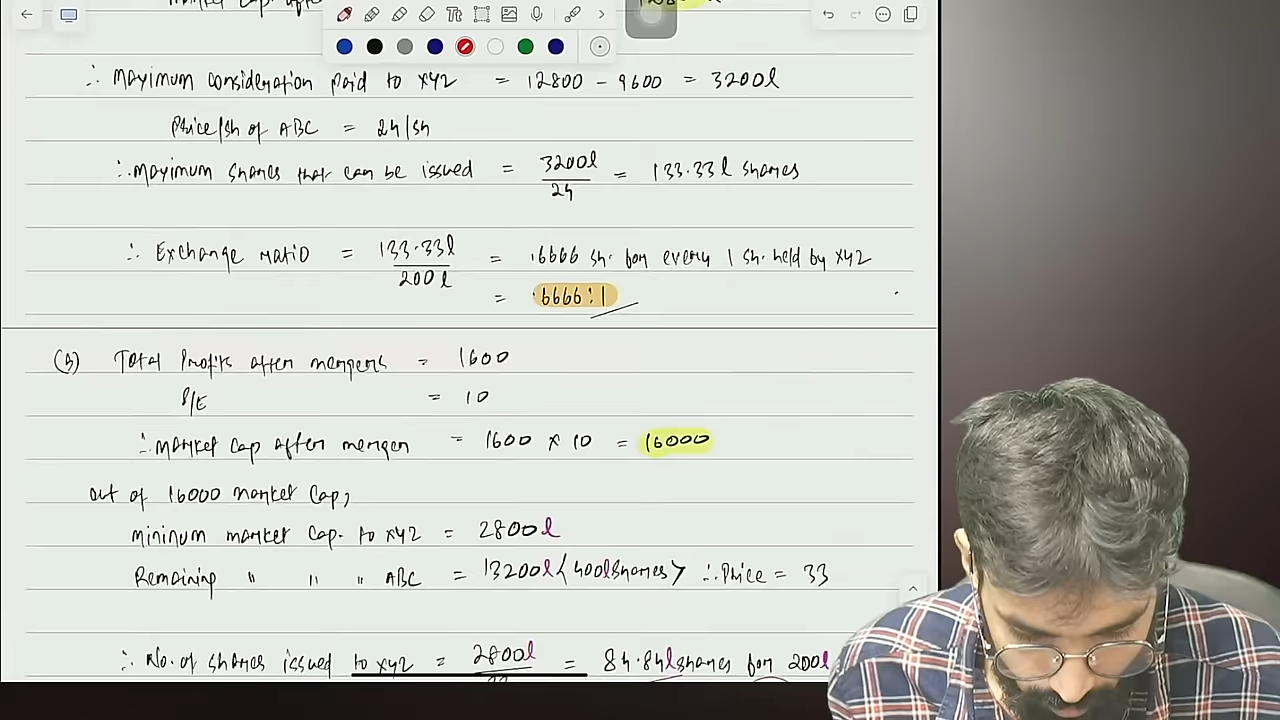 ∴ Maximum consideration paid to XYZ = 12800 - 9600 = 3200l
Price/sh of ABC = 24/sh
∴ Maximum shares that can be issued = 3200l/24 = 133.33 l shares
∴ Exchange ratio = 133.33l/200 l = .6666 sh. for every 1 sh. held by XYZ
= .6666:1
(b) Total Profits after mergers = 1600
P/E = 10
∴ Market Cap after merger = 1600 × 10 = 16000
out of 16000 market cap,
minimum market cap. to XYZ = 2800l
Remaining " " " ABC = 13200l <400l shares> ∴ Price = 33
∴ No. of shares issued to XYZ = 2800l = 84.84l shares for 200l